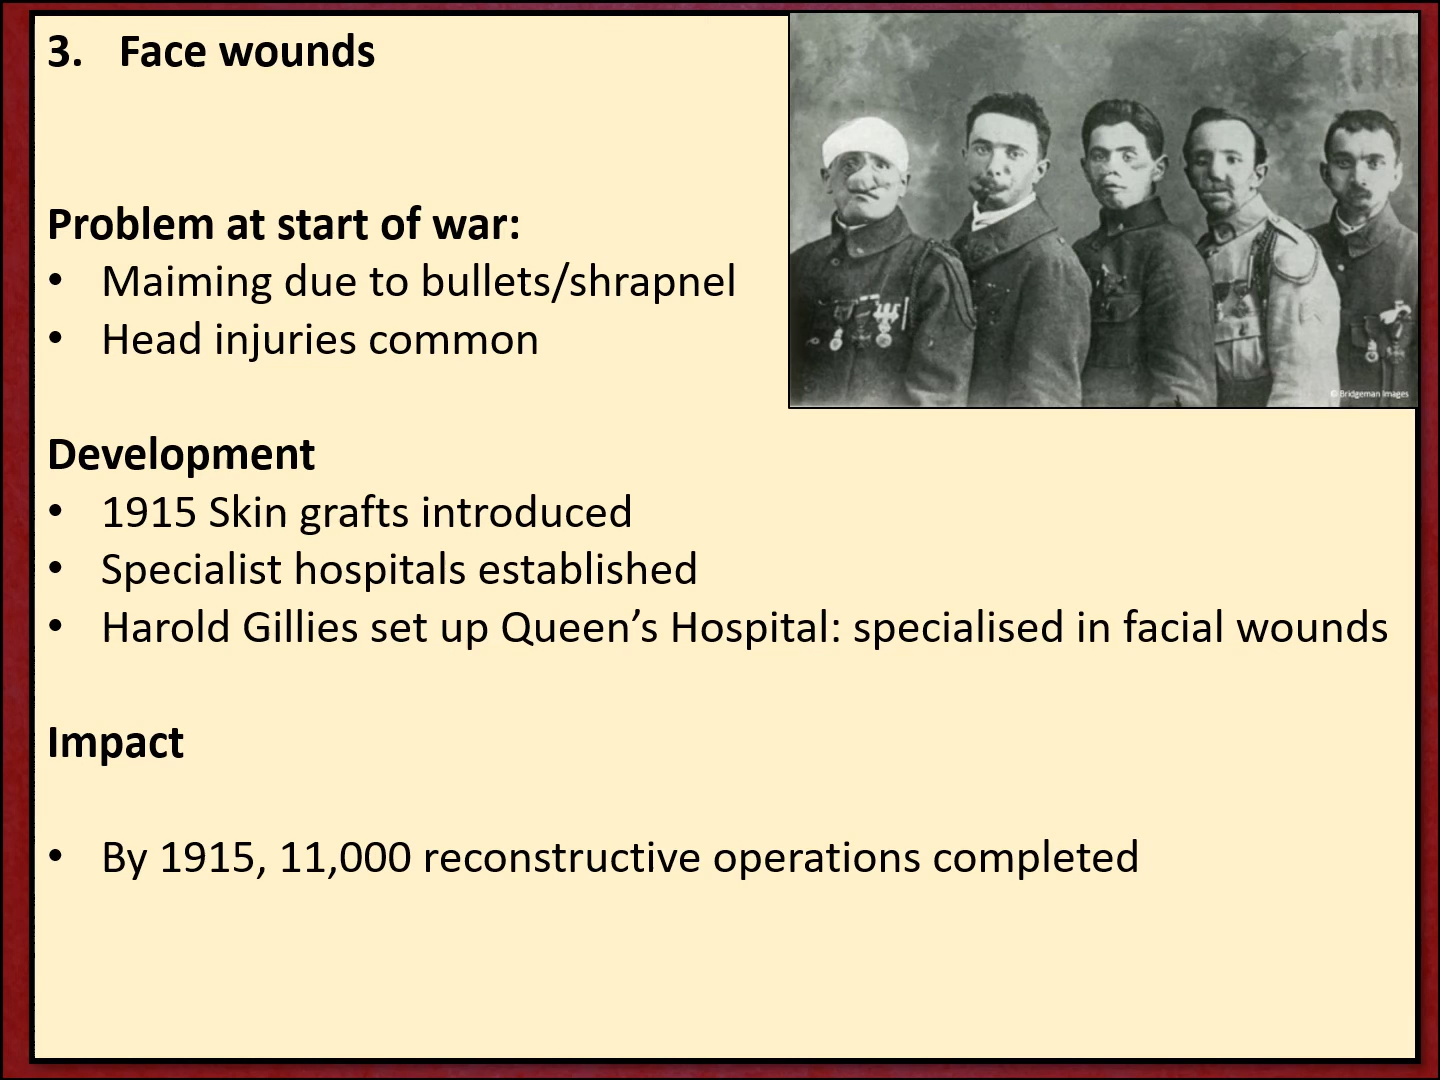 3. Face wounds
Problem at start of war:
• Maiming due to bullets/shrapnel
• Head injuries common
Development
• 1915 Skin grafts introduced
• Specialist hospitals established
• Harold Gillies set up Queen’s Hospital: specialised in facial wounds
Impact
• By 1915, 11,000 reconstructive operations completed
© Bridgeman Images